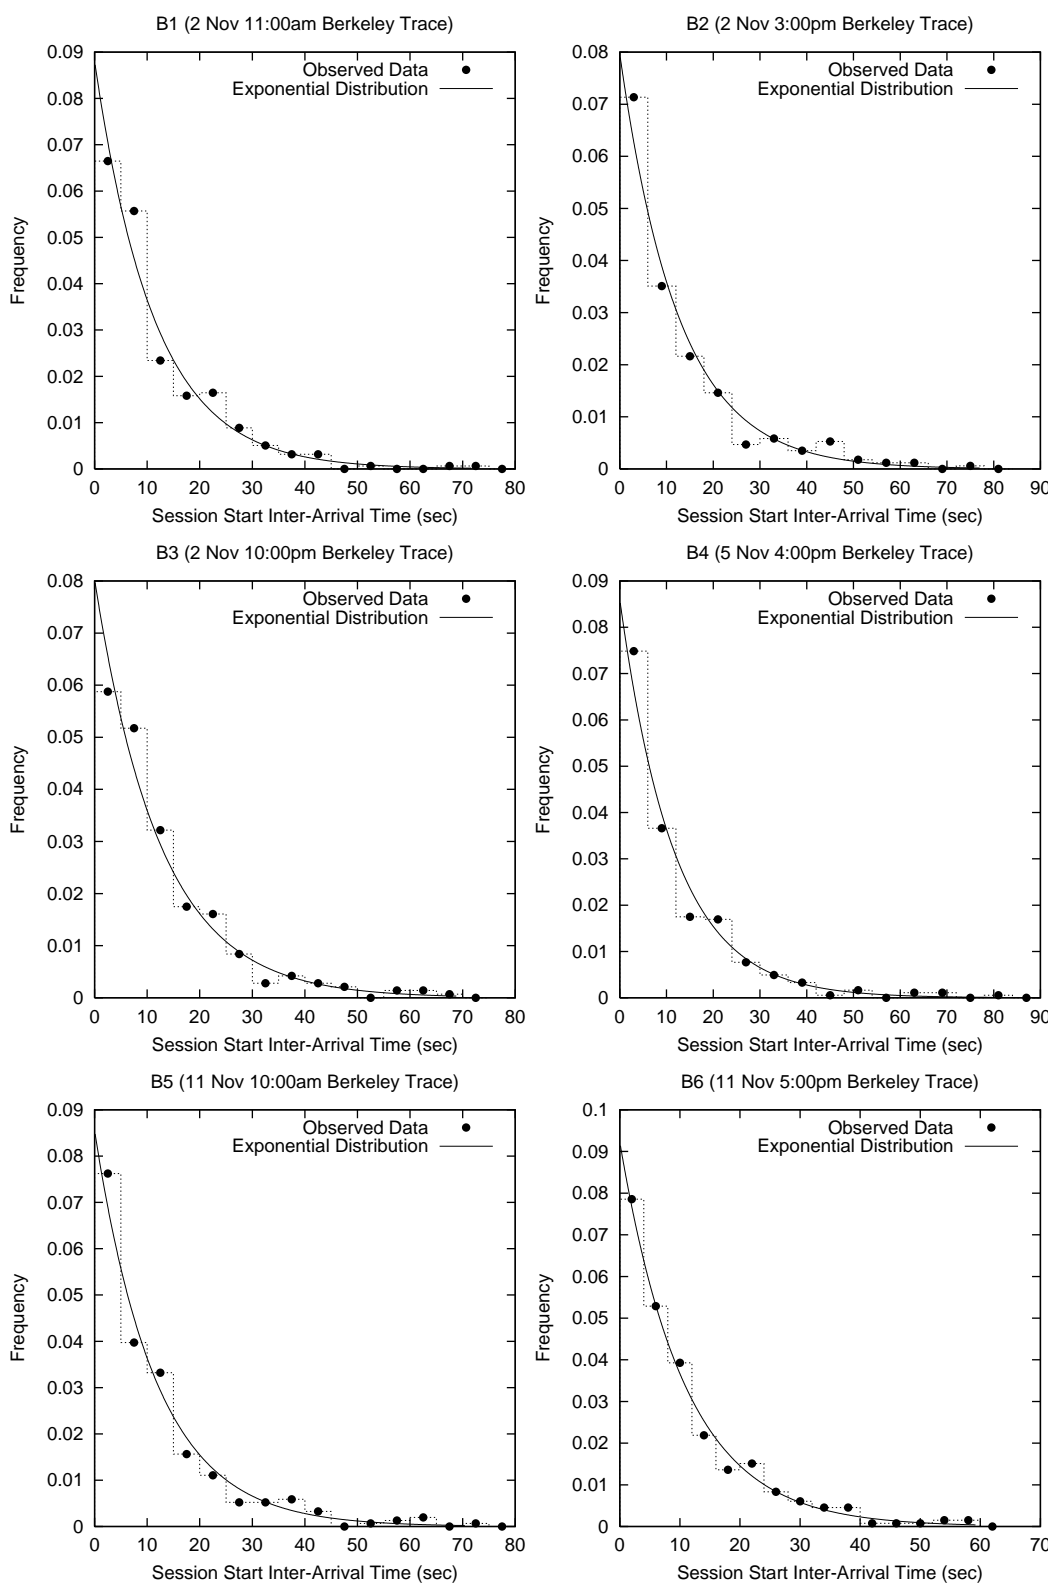 B1 (2 Nov 11:00am Berkeley Trace)
Observed Data
Exponential Distribution
0.09
0.08
0.07
0.06
0.05
0.04
0.03
0.02
0.01
0
Frequency
0 10 20 30 40 50 60 70 80
Session Start Inter-Arrival Time (sec)
B2 (2 Nov 3:00pm Berkeley Trace)
Observed Data
Exponential Distribution
0.08
0.07
0.06
0.05
0.04
0.03
0.02
0.01
0
Frequency
0 10 20 30 40 50 60 70 80 90
Session Start Inter-Arrival Time (sec)
B3 (2 Nov 10:00pm Berkeley Trace)
Observed Data
Exponential Distribution
0.08
0.07
0.06
0.05
0.04
0.03
0.02
0.01
0
Frequency
0 10 20 30 40 50 60 70 80
Session Start Inter-Arrival Time (sec)
B4 (5 Nov 4:00pm Berkeley Trace)
Observed Data
Exponential Distribution
0.09
0.08
0.07
0.06
0.05
0.04
0.03
0.02
0.01
0
Frequency
0 10 20 30 40 50 60 70 80 90
Session Start Inter-Arrival Time (sec)
B5 (11 Nov 10:00am Berkeley Trace)
Observed Data
Exponential Distribution
0.09
0.08
0.07
0.06
0.05
0.04
0.03
0.02
0.01
0
Frequency
0 10 20 30 40 50 60 70 80
Session Start Inter-Arrival Time (sec)
B6 (11 Nov 5:00pm Berkeley Trace)
Observed Data
Exponential Distribution
0.1
0.09
0.08
0.07
0.06
0.05
0.04
0.03
0.02
0.01
0
Frequency
0 10 20 30 40 50 60 70
Session Start Inter-Arrival Time (sec)